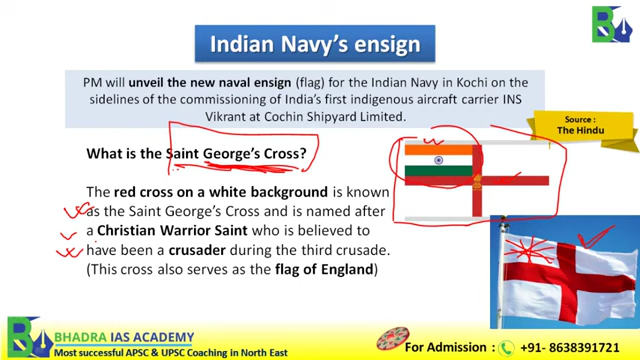 Indian Navy's ensign
PM will unveil the new naval ensign (flag) for the Indian Navy in Kochi on the
sidelines of the commissioning of India's first indigenous aircraft carrier INS
Vikrant at Cochin Shipyard Limited.
Source :
The Hindu
What is the Saint George's Cross?
The red cross on a white background is known
as the Saint George's Cross and is named after
a Christian Warrior Saint who is believed to
have been a crusader during the third crusade.
(This cross also serves as the flag of England)
BHADRA IAS ACADEMY
Most successful APSC & UPSC Coaching in North East
For Admission : +91- 8638391721